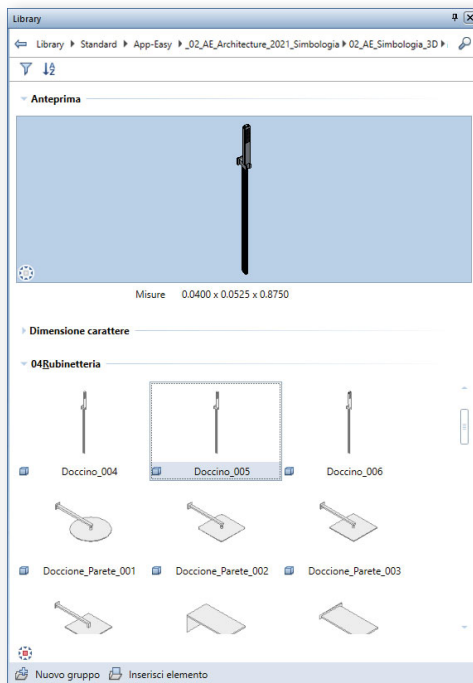 Library
Library Standard App-Easy _02_AE_Architecture_2021_Simbologia 02_AE_Simbologia_3D
Anteprima
Misure 0.0400 x 0.0525 x 0.8750
Dimensione carattere
04Rubinetteria
Doccino_004 Doccino_005 Doccino_006
Doccione_Parete_001 Doccione_Parete_002 Doccione_Parete_003
Nuovo gruppo Inserisci elemento